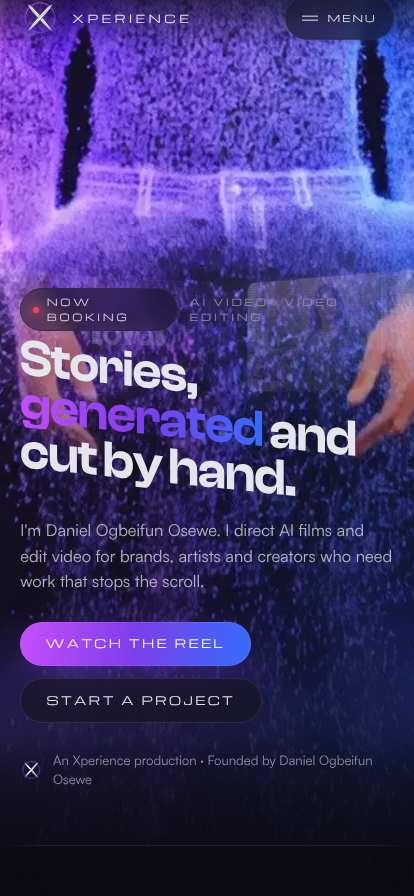 XPERIENCE
MENU
NOW
BOOKING
AI VIDEO · VIDEO
EDITING
Stories,
generated and
cut by hand.
I'm Daniel Ogbeifun Osewe. I direct AI films and
edit video for brands, artists and creators who need
work that stops the scroll.
WATCH THE REEL
START A PROJECT
An Xperience production · Founded by Daniel Ogbeifun
Osewe